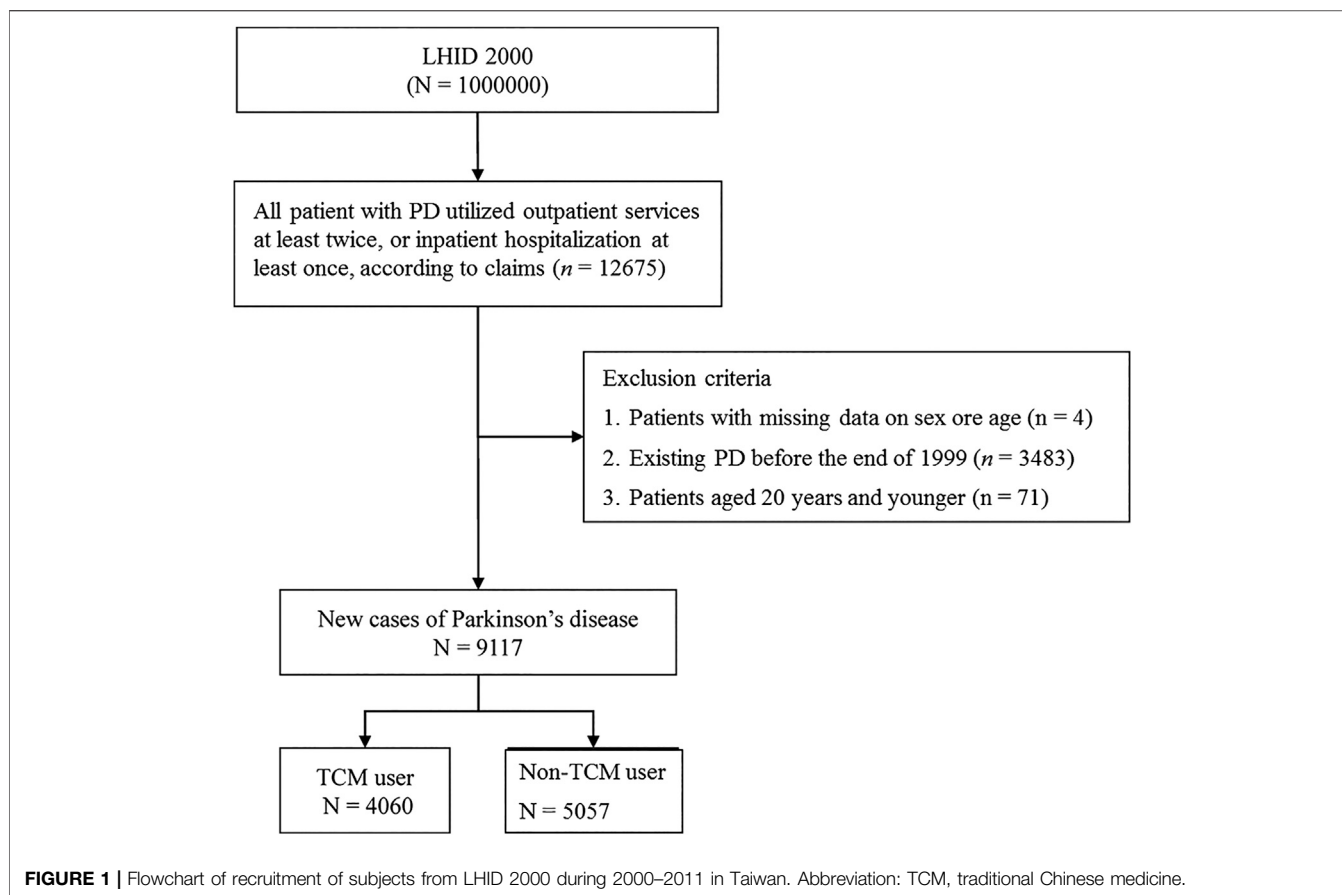 LHID 2000
(N = 1000000)
All patient with PD utilized outpatient services
at least twice, or inpatient hospitalization at
least once, according to claims (n = 12675)
Exclusion criteria
1. Patients with missing data on sex ore age (n = 4)
2. Existing PD before the end of 1999 (n = 3483)
3. Patients aged 20 years and younger (n = 71)
New cases of Parkinson’s disease
N = 9117
TCM user
N = 4060
Non-TCM user
N = 5057
FIGURE 1 | Flowchart of recruitment of subjects from LHID 2000 during 2000–2011 in Taiwan. Abbreviation: TCM, traditional Chinese medicine.